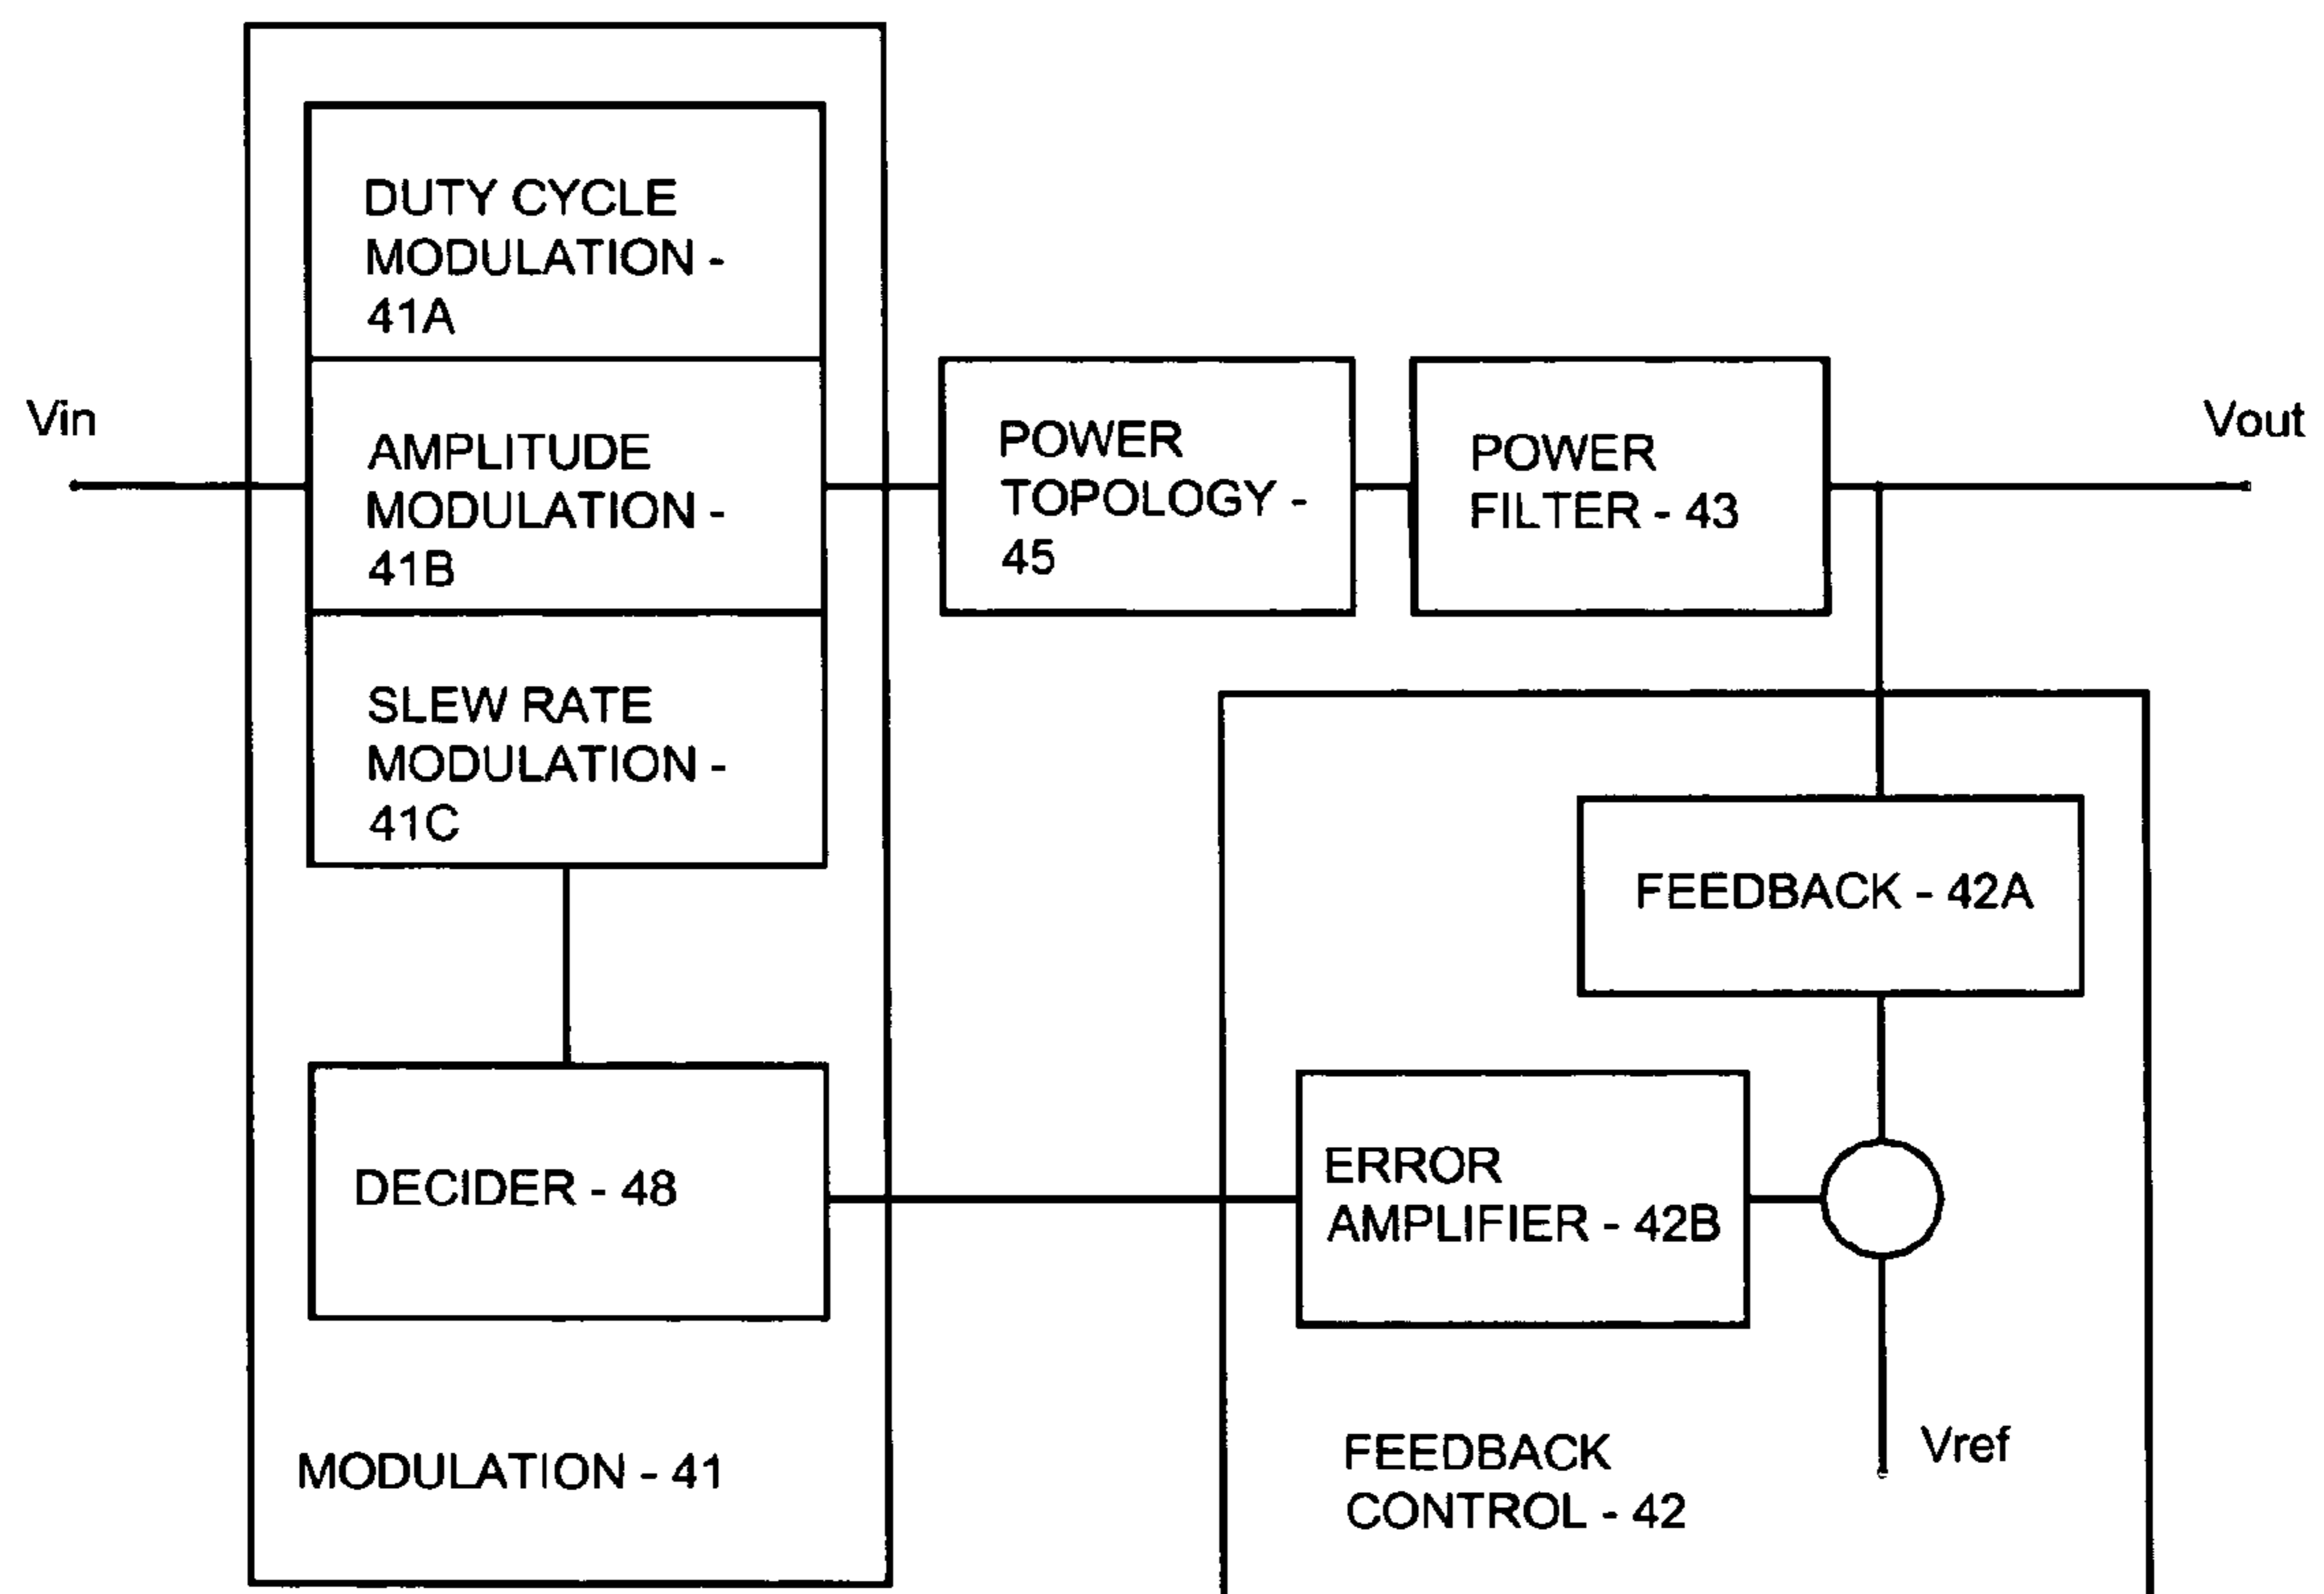 DUTY CYCLE
MODULATION -
41A
Vin
AMPLITUDE
MODULATION -
41B
SLEW RATE
MODULATION -
41C
POWER
TOPOLOGY -
45
POWER
FILTER - 43
Vout
FEEDBACK - 42A
DECIDER - 48
ERROR
AMPLIFIER - 42B
MODULATION - 41
FEEDBACK
CONTROL - 42
Vref